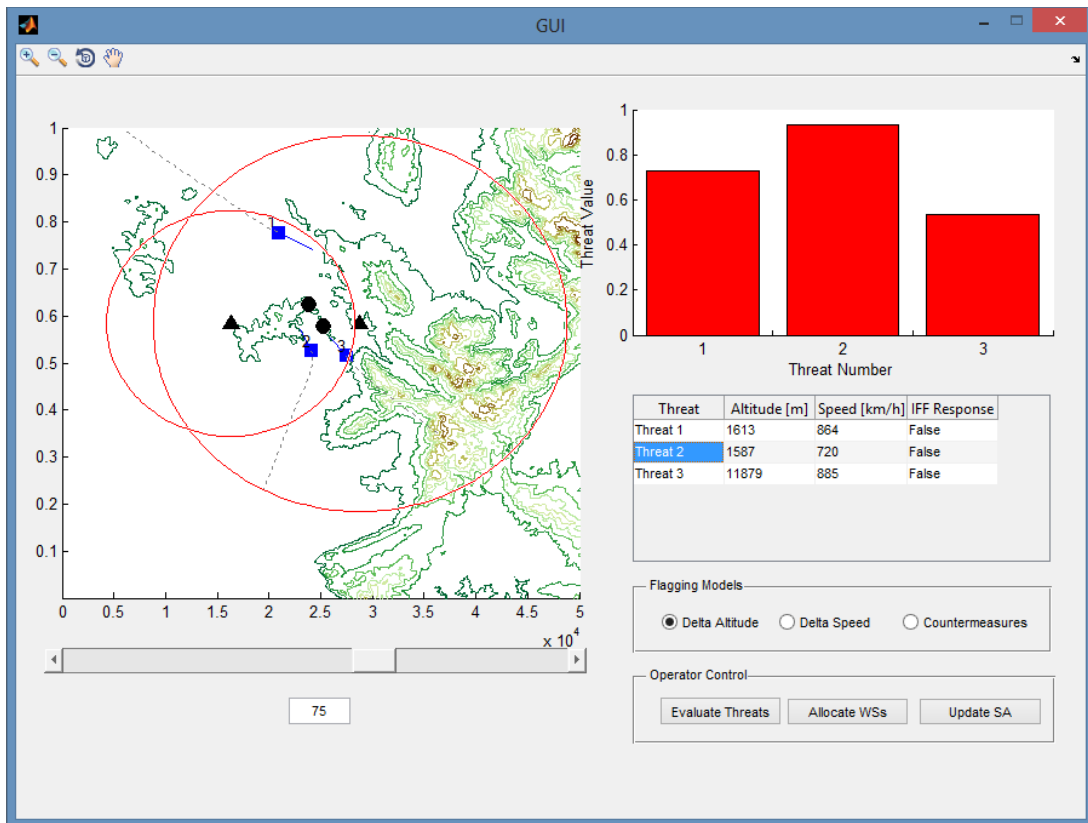 GUI
1
0.9
0.8
0.7
0.6
0.5
0.4
0.3
0.2
0.1
0 0.5 1 1.5 2 2.5 3 3.5 4 4.5 5
x 10^4
1
2
3
75
1
0.8
0.6
0.4
0.2
0
Threat Value
1 2 3
Threat Number
Threat Altitude [m] Speed [km/h] IFF Response
Threat 1 1613 864 False
Threat 2 1587 720 False
Threat 3 11879 885 False
Flagging Models
Delta Altitude Delta Speed Countermeasures
Operator Control
Evaluate Threats Allocate WSs Update SA